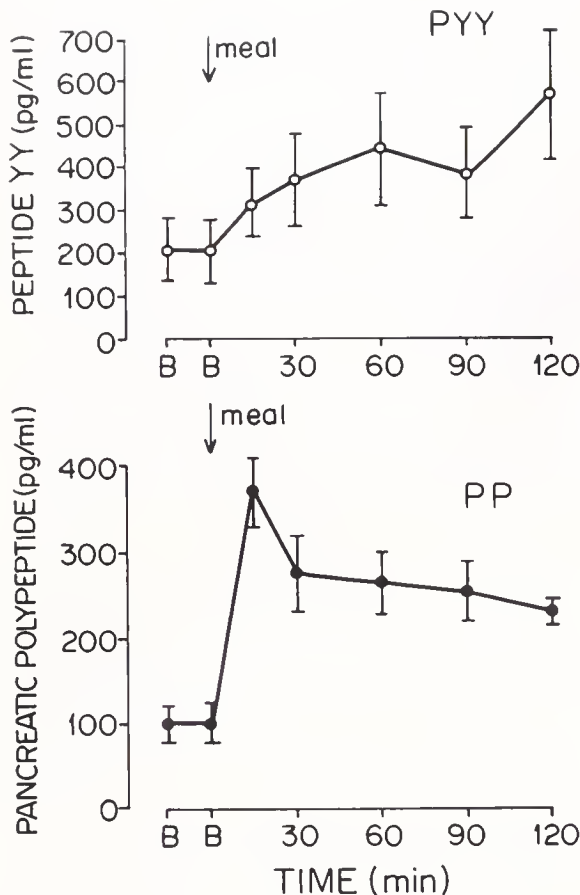 PYY
meal
PEPTIDE YY (pg/ml)
700
600
500
400
300
200
100
0
B B 30 60 90 120
meal
PP
PANCREATIC POLYPEPTIDE (pg/ml)
400
300
200
100
0
B B 30 60 90 120
TIME (min)